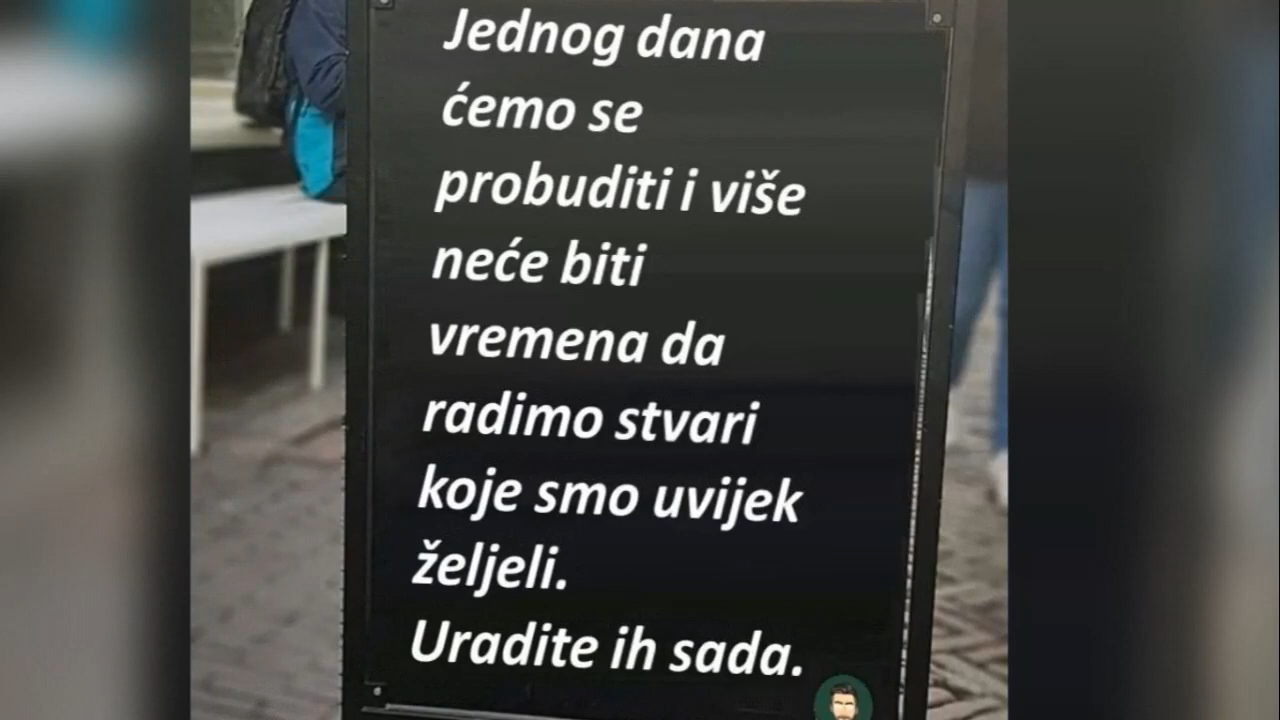 Jednog dana
ćemo se
probuditi i više
neće biti
vremena da
radimo stvari
koje smo uvijek
željeli.
Uradite ih sada.